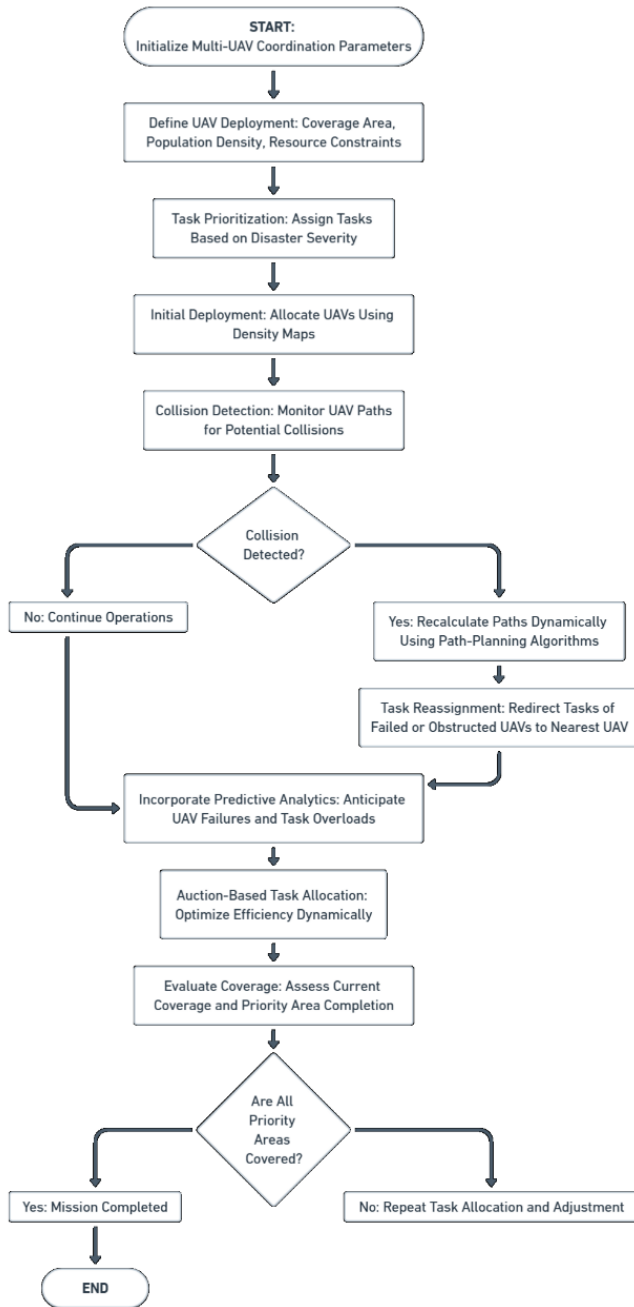 START:
Initialize Multi-UAV Coordination Parameters
Define UAV Deployment: Coverage Area,
Population Density, Resource Constraints
Task Prioritization: Assign Tasks
Based on Disaster Severity
Initial Deployment: Allocate UAVs Using
Density Maps
Collision Detection: Monitor UAV Paths
for Potential Collisions
Collision
Detected?
No: Continue Operations
Yes: Recalculate Paths Dynamically
Using Path-Planning Algorithms
Task Reassignment: Redirect Tasks of
Failed or Obstructed UAVs to Nearest UAV
Incorporate Predictive Analytics: Anticipate
UAV Failures and Task Overloads
Auction-Based Task Allocation:
Optimize Efficiency Dynamically
Evaluate Coverage: Assess Current
Coverage and Priority Area Completion
Are All
Priority
Areas
Covered?
Yes: Mission Completed
No: Repeat Task Allocation and Adjustment
END